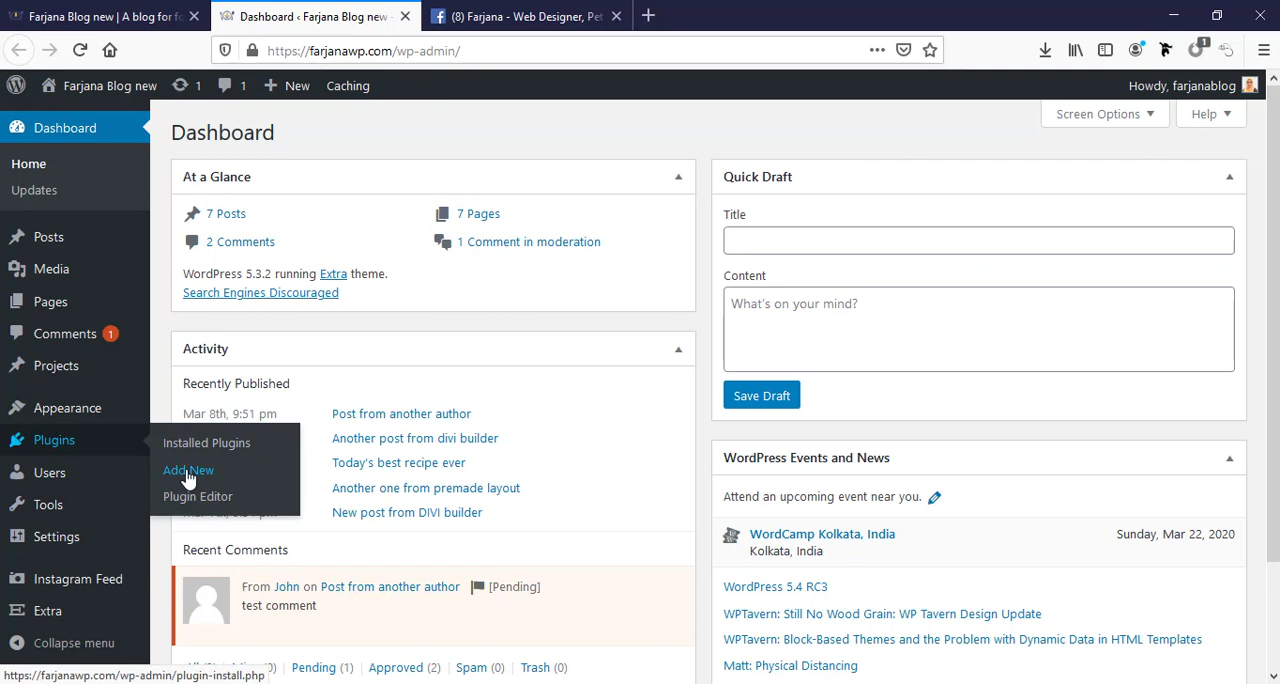 Farjana Blog new | A blog for fo
Dashboard ‹ Farjana Blog new -
(8) Farjana - Web Designer, Pet
https://farjanawp.com/wp-admin/
1
Farjana Blog new
1
1
New
Caching
Howdy, farjanablog
Dashboard
Home
Updates
Posts
Media
Pages
Comments 1
Projects
Appearance
Plugins
Users
Tools
Settings
Instagram Feed
Extra
Collapse menu
Installed Plugins
Add New
Plugin Editor
Dashboard
Screen Options
Help
At a Glance
7 Posts
7 Pages
2 Comments
1 Comment in moderation
WordPress 5.3.2 running Extra theme.
Search Engines Discouraged
Activity
Recently Published
Mar 8th, 9:51 pm
Post from another author
Another post from divi builder
Today's best recipe ever
Another one from premade layout
New post from DIVI builder
Recent Comments
From John on Post from another author [Pending]
test comment
Pending (1)
Approved (2)
Spam (0)
Trash (0)
Quick Draft
Title
Content
What's on your mind?
Save Draft
WordPress Events and News
Attend an upcoming event near you.
WordCamp Kolkata, India
Sunday, Mar 22, 2020
Kolkata, India
WordPress 5.4 RC3
WPTavern: Still No Wood Grain: WP Tavern Design Update
WPTavern: Block-Based Themes and the Problem with Dynamic Data in HTML Templates
Matt: Physical Distancing
https://farjanawp.com/wp-admin/plugin-install.php